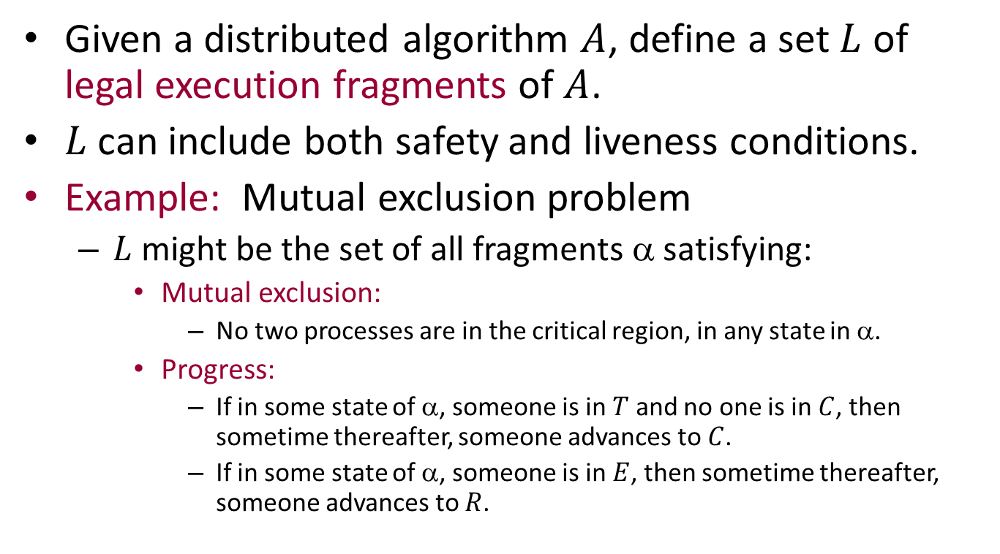 • Given a distributed algorithm A, define a set L of
legal execution fragments of A.
• L can include both safety and liveness conditions.
• Example: Mutual exclusion problem
– L might be the set of all fragments α satisfying:
• Mutual exclusion:
– No two processes are in the critical region, in any state in α.
• Progress:
– If in some state of α, someone is in T and no one is in C, then
sometime thereafter, someone advances to C.
– If in some state of α, someone is in E, then sometime thereafter,
someone advances to R.